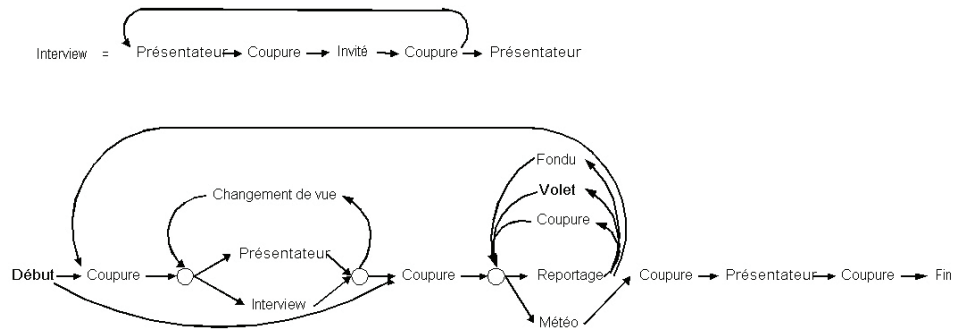 Interview = Présentateur Coupure Invité Coupure Présentateur
Fondu
Volet
Changement de vue
Coupure
Présentateur
Début Coupure Coupure Reportage Coupure Présentateur Coupure Fin
Interview
Météo